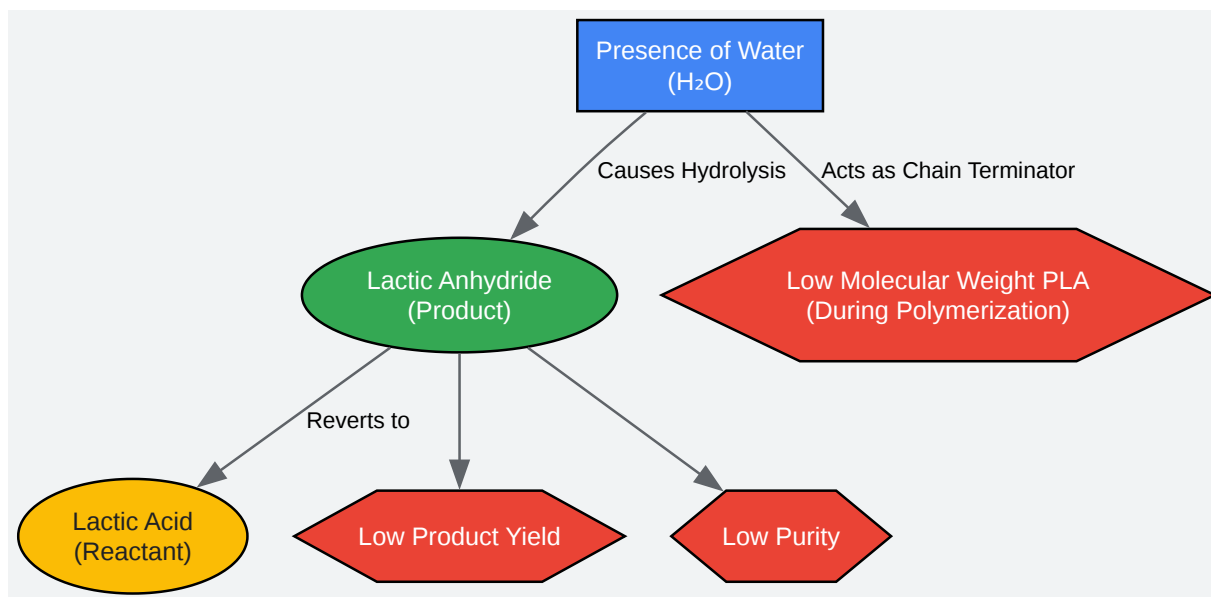 Presence of Water
(H₂O)
Causes Hydrolysis
Acts as Chain Terminator
Lactic Anhydride
(Product)
Low Molecular Weight PLA
(During Polymerization)
Reverts to
Lactic Acid
(Reactant)
Low Product Yield
Low Purity